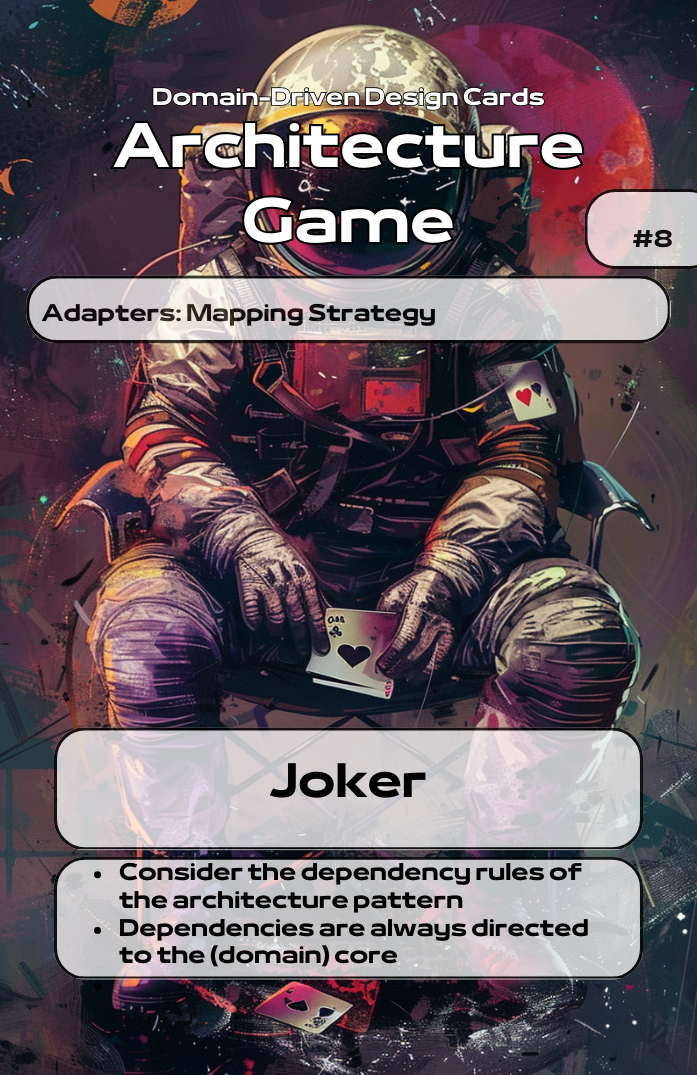 Domain-Driven Design Cards
Architecture
Game
#8
Adapters: Mapping Strategy
Joker
• Consider the dependency rules of
the architecture pattern
• Dependencies are always directed
to the (domain) core